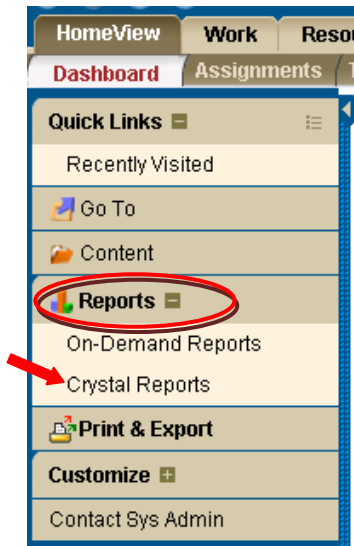 HomeView Work
Dashboard Assignments
Quick Links
Recently Visited
Go To
Content
Reports
On-Demand Reports
Crystal Reports
Print & Export
Customize
Contact Sys Admin